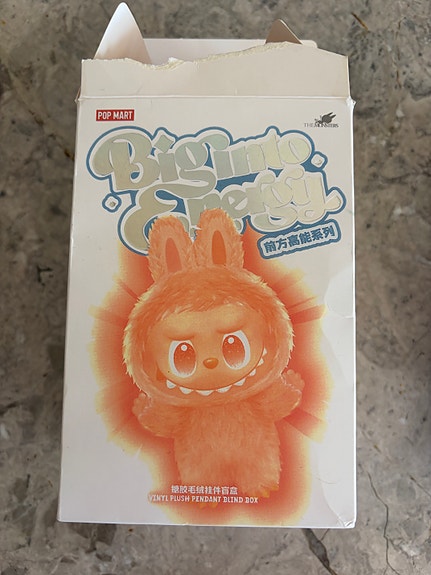 POP MART
THE MONSTERS
Big into
Energy
前方高能系列
搪胶毛绒挂件盲盒
VINYL PLUSH PENDANT BLIND BOX